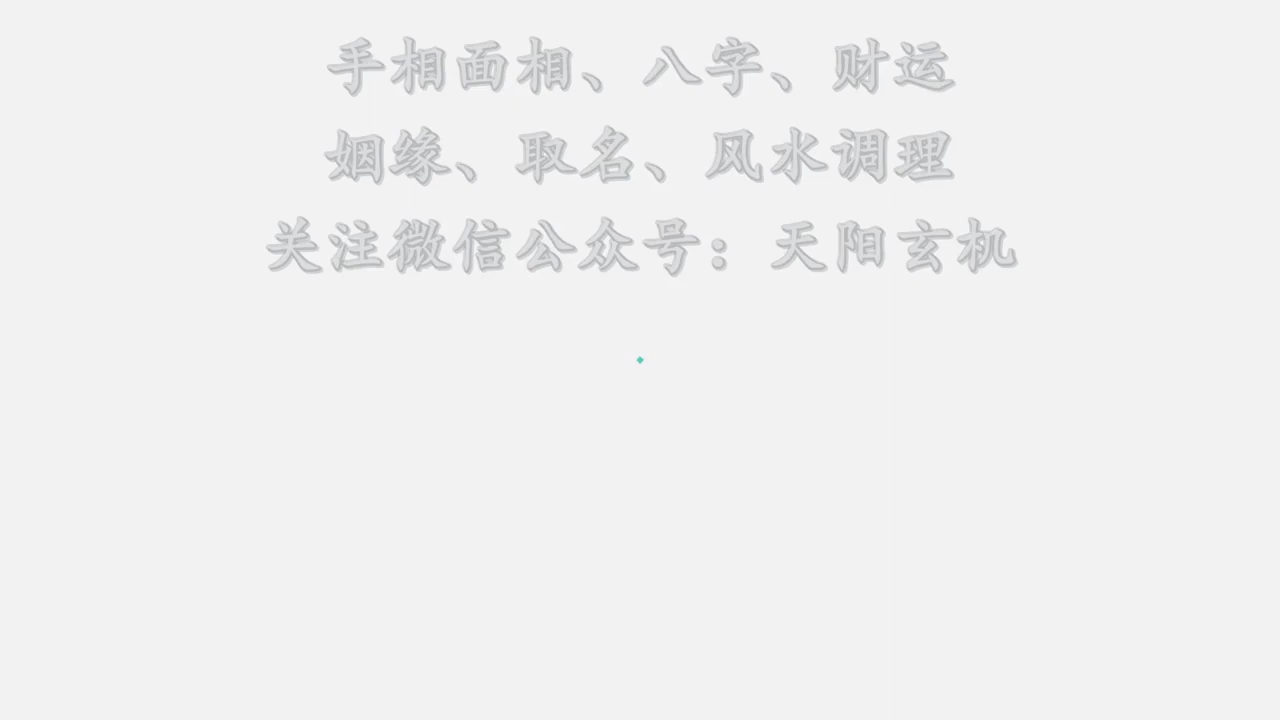 手相面相、八字、财运
姻缘、取名、风水调理
关注微信公众号：天阳玄机